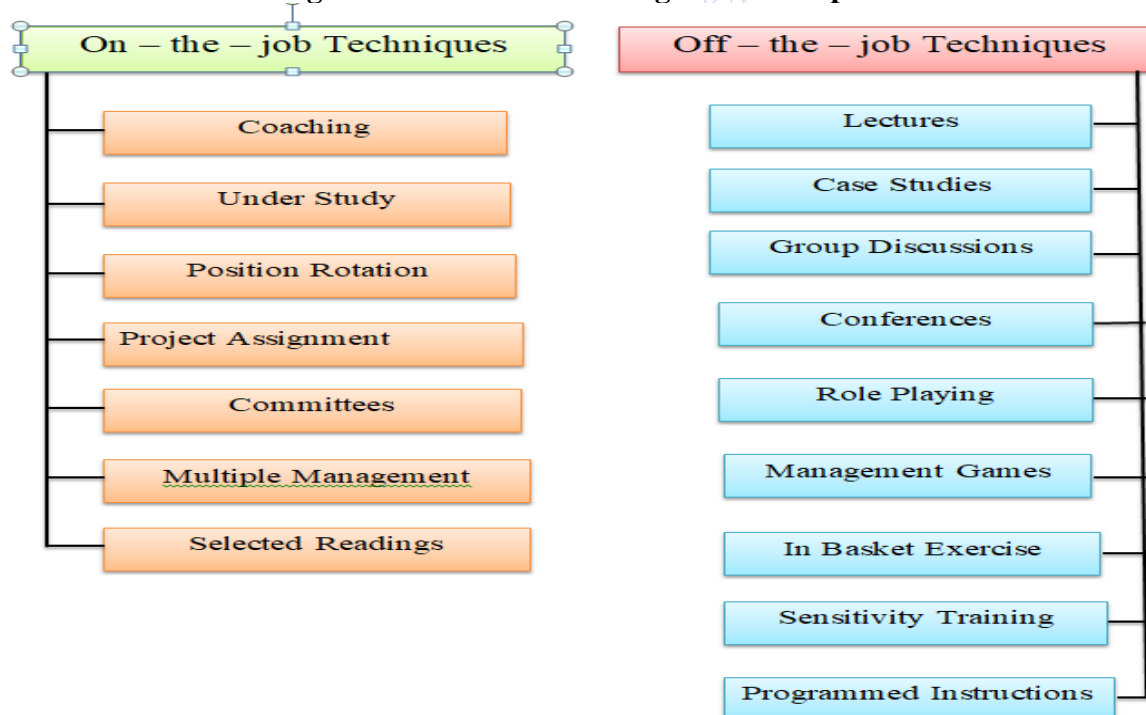 On – the – job Techniques
Coaching
Under Study
Position Rotation
Project Assignment
Committees
Multiple Management
Selected Readings
Off – the – job Techniques
Lectures
Case Studies
Group Discussions
Conferences
Role Playing
Management Games
In Basket Exercise
Sensitivity Training
Programmed Instructions